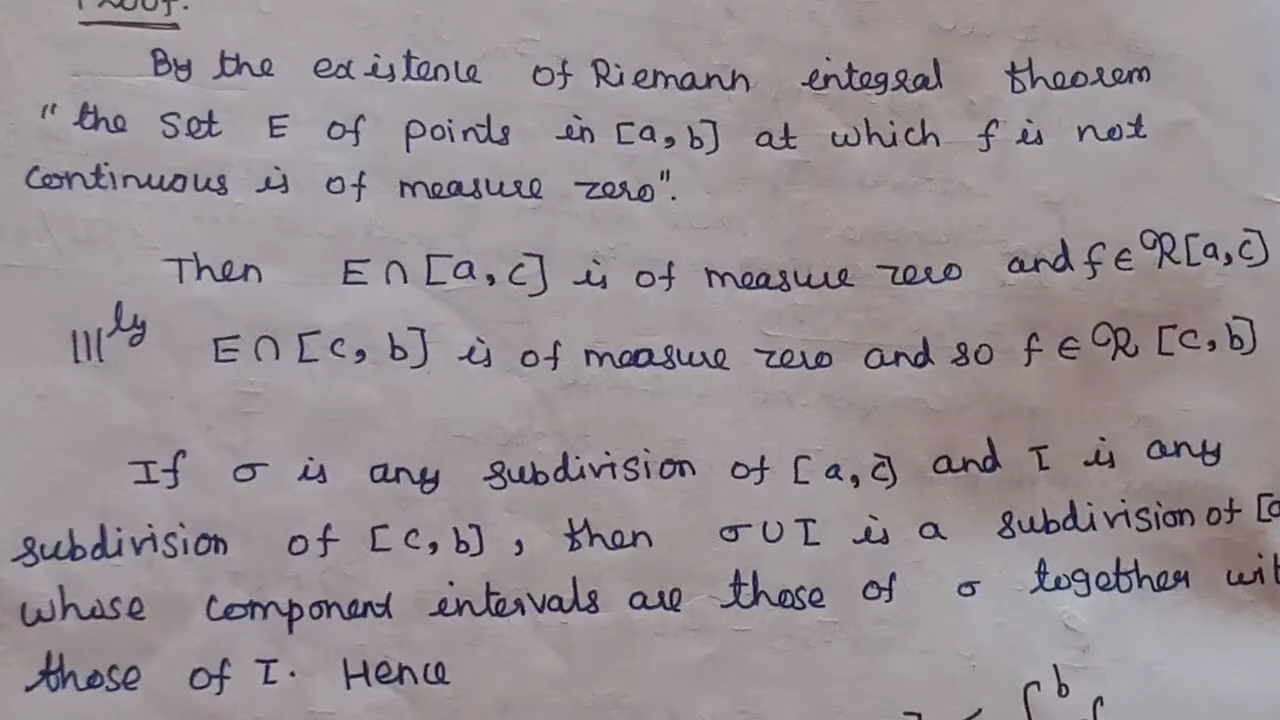 Proof:
By the existence of Riemann integral theorem
"the set E of points in [a, b] at which f is not
continuous is of measure zero".
Then E∩[a, c] is of measure zero and f ∈ ℛ[a, c]
|||ly E∩[c, b] is of measure zero and so f ∈ ℛ [c, b]
If σ is any subdivision of [a, c] and I is any
subdivision of [c, b], then σ∪I is a subdivision of [a
whose component intervals are those of σ together wit
those of I. Hence
∫ b